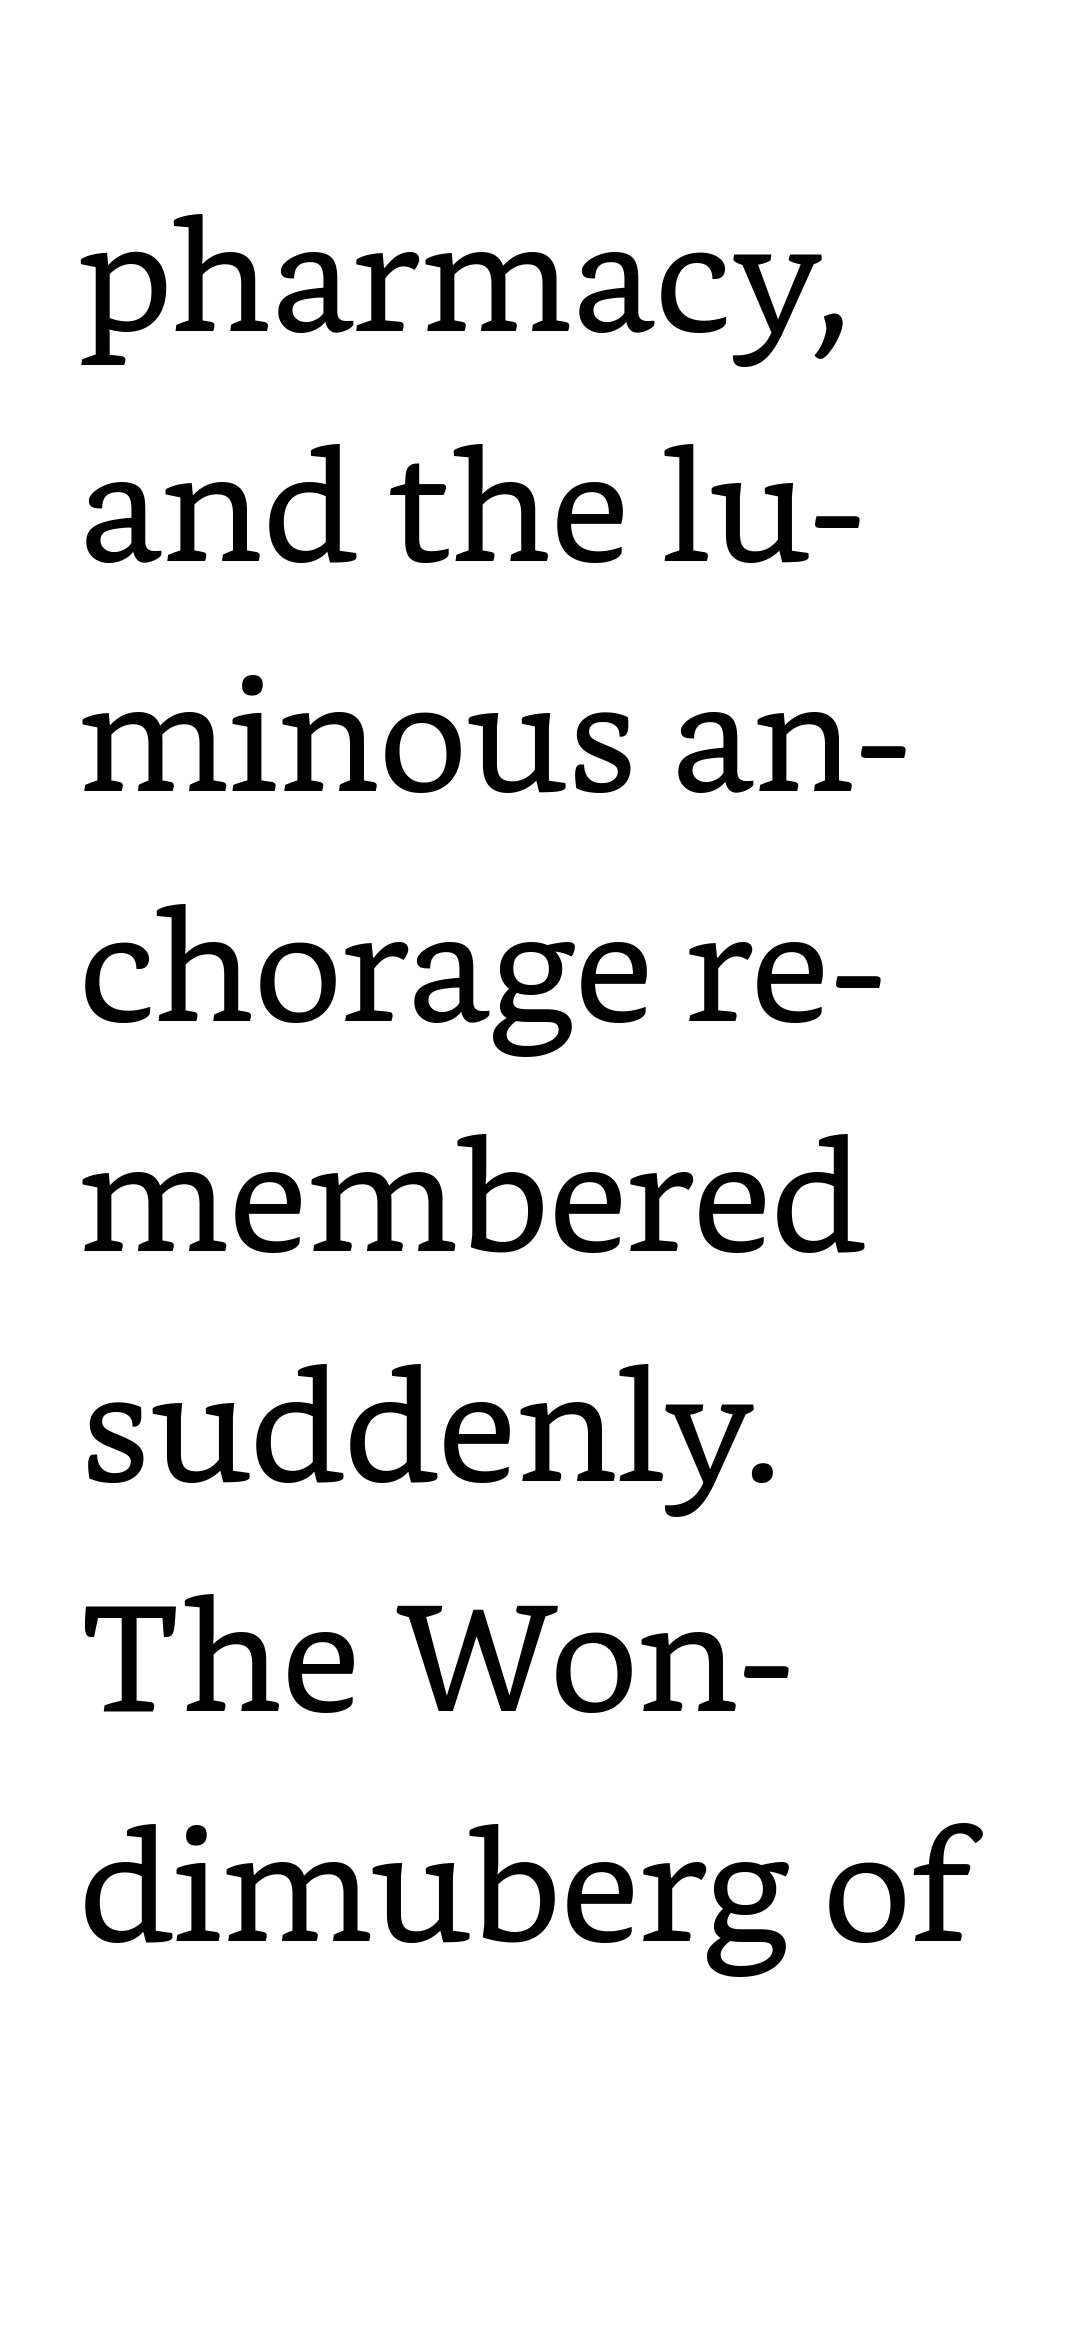 pharmacy,
and the lu-
minous an-
chorage re-
membered
suddenly.
The Won-
dimuberg of